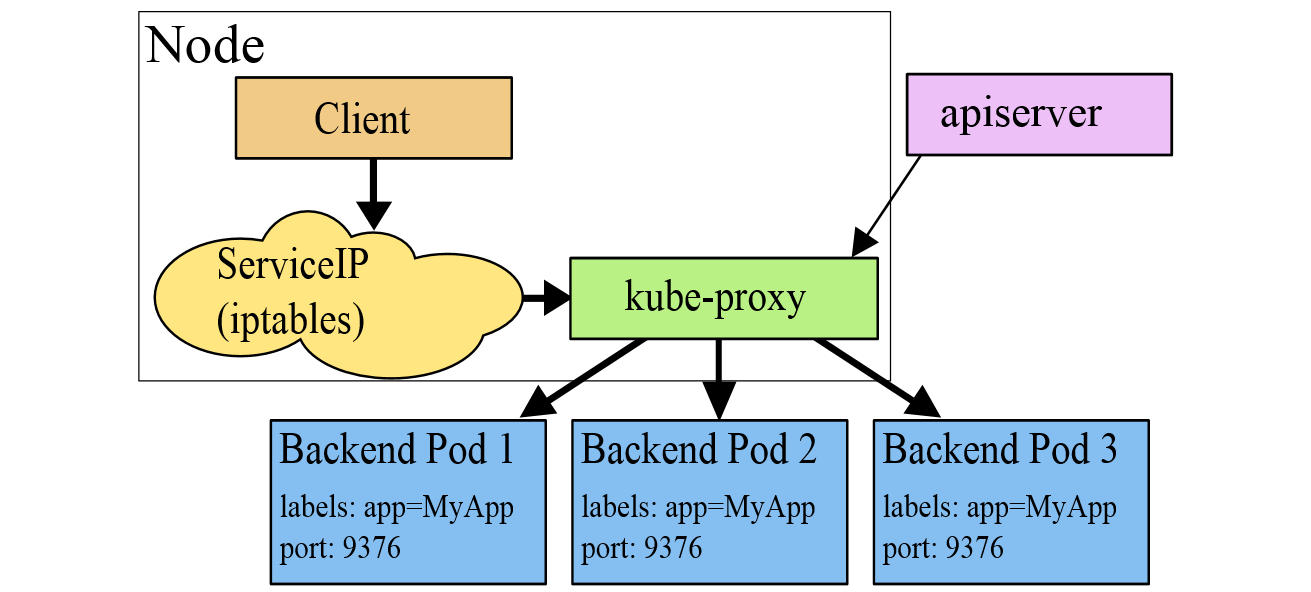 Node
Client
apiserver
ServiceIP
(iptables)
kube-proxy
Backend Pod 1
labels: app=MyApp
port: 9376
Backend Pod 2
labels: app=MyApp
port: 9376
Backend Pod 3
labels: app=MyApp
port: 9376